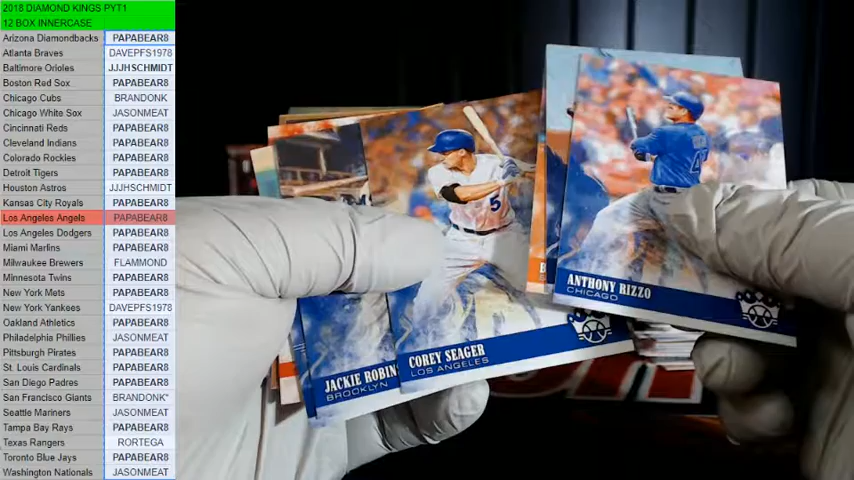 2018 DIAMOND KINGS PYT1
12 BOX INNERCASE
Arizona Diamondbacks PAPABEAR8
Atlanta Braves DAVEPFS1978
Baltimore Orioles JJJHSCHMIDT
Boston Red Sox PAPABEAR8
Chicago Cubs BRANDONK
Chicago White Sox JASONMEAT
Cincinnati Reds PAPABEAR8
Cleveland Indians PAPABEAR8
Colorado Rockies PAPABEAR8
Detroit Tigers PAPABEAR8
Houston Astros JJJHSCHMIDT
Kansas City Royals PAPABEAR8
Los Angeles Angels PAPABEAR8
Los Angeles Dodgers PAPABEAR8
Miami Marlins PAPABEAR8
Milwaukee Brewers FLAMMOND
Minnesota Twins PAPABEAR8
New York Mets PAPABEAR8
New York Yankees DAVEPFS1978
Oakland Athletics PAPABEAR8
Philadelphia Phillies JASONMEAT
Pittsburgh Pirates PAPABEAR8
St. Louis Cardinals PAPABEAR8
San Diego Padres PAPABEAR8
San Francisco Giants BRANDONK"
Seattle Mariners JASONMEAT
Tampa Bay Rays PAPABEAR8
Texas Rangers RORTEGA
Toronto Blue Jays PAPABEAR8
Washington Nationals JASONMEAT
JACKIE ROBIN
BROOKLYN
5
COREY SEAGER
LOS ANGELES
ANTHONY RIZZO
CHICAGO